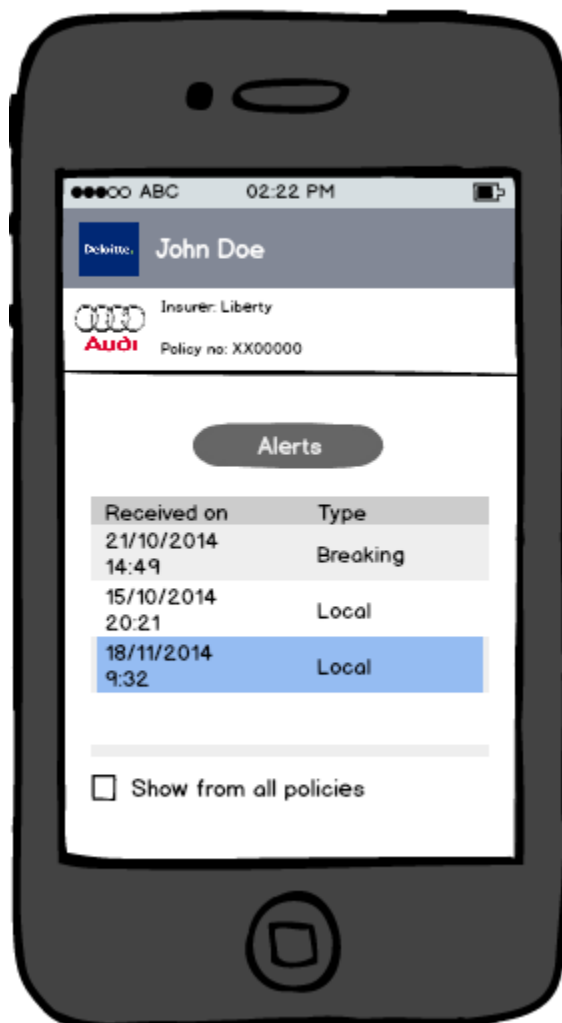 ABC 02:22 PM
Deloitte. John Doe
Insurer: Liberty
Audi
Policy no: XX00000
Alerts
Received on Type
21/10/2014
14:49 Breaking
15/10/2014
20:21 Local
18/11/2014
9:32 Local
Show from all policies